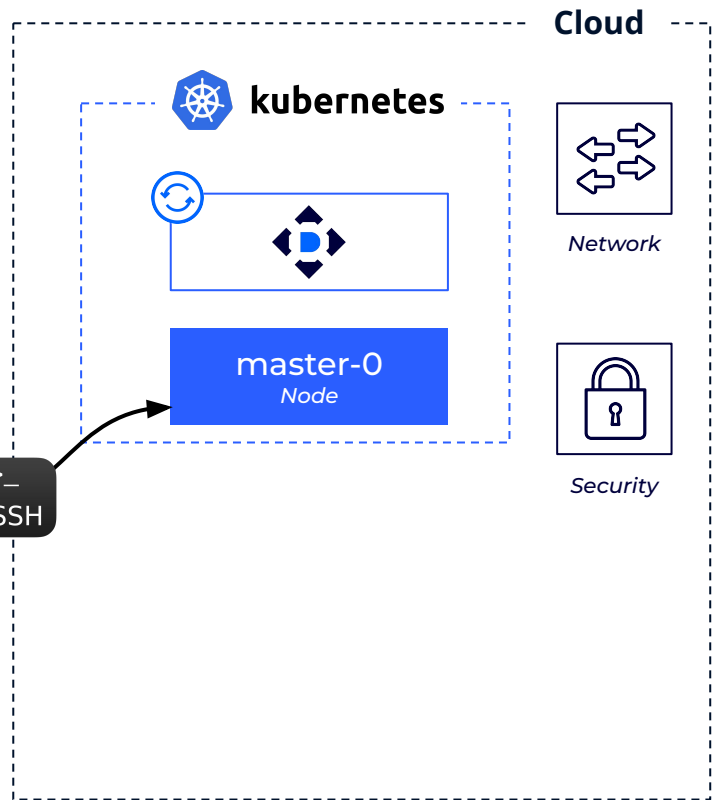 Cloud
kubernetes
D
Network
master-0
Node
Security
>_
SSH